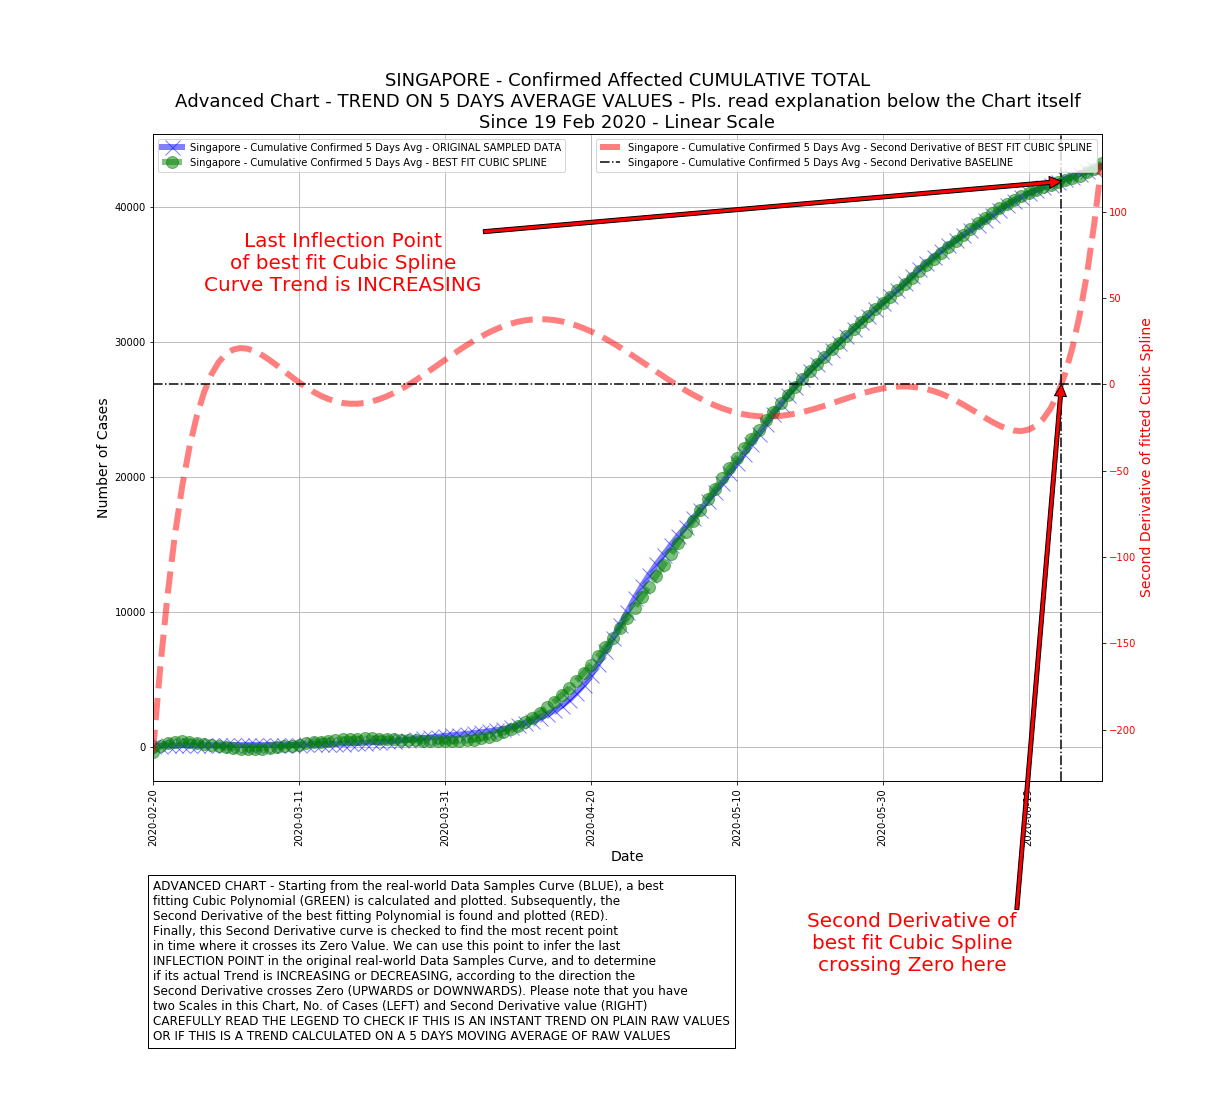 SINGAPORE - Confirmed Affected CUMULATIVE TOTAL
Advanced Chart - TREND ON 5 DAYS AVERAGE VALUES - Pls. read explanation below the Chart itself
Since 19 Feb 2020 - Linear Scale
Singapore - Cumulative Confirmed 5 Days Avg - ORIGINAL SAMPLED DATA
Singapore - Cumulative Confirmed 5 Days Avg - BEST FIT CUBIC SPLINE
Singapore - Cumulative Confirmed 5 Days Avg - Second Derivative of BEST FIT CUBIC SPLINE
Singapore - Cumulative Confirmed 5 Days Avg - Second Derivative BASELINE
Last Inflection Point
of best fit Cubic Spline
Curve Trend is INCREASING
Number of Cases
40000
30000
20000
10000
0
100
50
0
−50
−100
−150
−200
Second Derivative of fitted Cubic Spline
2020-02-20
2020-03-11
2020-03-31
2020-04-20
2020-05-10
2020-05-30
2020-06-19
Date
ADVANCED CHART - Starting from the real-world Data Samples Curve (BLUE), a best
fitting Cubic Polynomial (GREEN) is calculated and plotted. Subsequently, the
Second Derivative of the best fitting Polynomial is found and plotted (RED).
Finally, this Second Derivative curve is checked to find the most recent point
in time where it crosses its Zero Value. We can use this point to infer the last
INFLECTION POINT in the original real-world Data Samples Curve, and to determine
if its actual Trend is INCREASING or DECREASING, according to the direction the
Second Derivative crosses Zero (UPWARDS or DOWNWARDS). Please note that you have
two Scales in this Chart, No. of Cases (LEFT) and Second Derivative value (RIGHT)
CAREFULLY READ THE LEGEND TO CHECK IF THIS IS AN INSTANT TREND ON PLAIN RAW VALUES
OR IF THIS IS A TREND CALCULATED ON A 5 DAYS MOVING AVERAGE OF RAW VALUES
Second Derivative of
best fit Cubic Spline
crossing Zero here